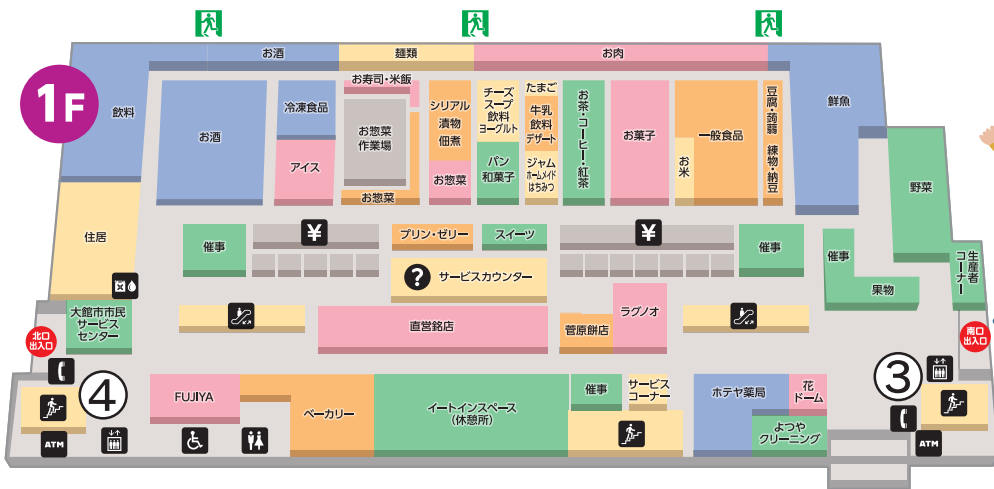 1F
お酒
麺類
お肉
飲料
お酒
冷凍食品
アイス
お寿司・米飯
お惣菜
作業場
お惣菜
シリアル
漬物
佃煮
お惣菜
チーズ
スープ
飲料
ヨーグルト
パン
和菓子
たまご
牛乳
飲料
デザート
ジャム
ホームメイド
はちみつ
お茶・コーヒー・紅茶
お菓子
お米
一般食品
豆腐・蒟蒻 練物・納豆
鮮魚
野菜
住居
催事
¥
プリン・ゼリー
スイーツ
¥
催事
催事
果物
生産者
コーナー
?
サービスカウンター
大館市市民
サービス
センター
直営銘店
菅原餅店
ラグノオ
北口
出入口
南口
出入口
4
ATM
FUJIYA
ベーカリー
イートインスペース
(休憩所)
催事
サービス
コーナー
ホテヤ薬局
花
ドーム
よつや
クリーニング
3
ATM